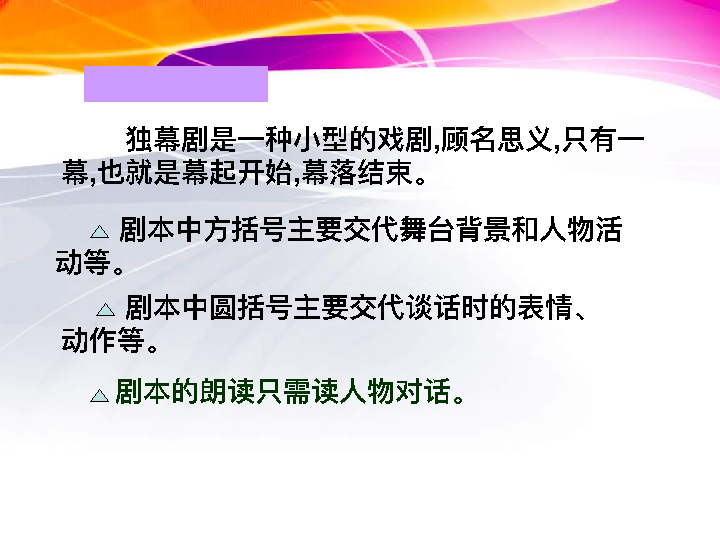 独幕剧是一种小型的戏剧,顾名思义,只有一
幕,也就是幕起开始,幕落结束。
剧本中方括号主要交代舞台背景和人物活
动等。
剧本中圆括号主要交代谈话时的表情、
动作等。
剧本的朗读只需读人物对话。